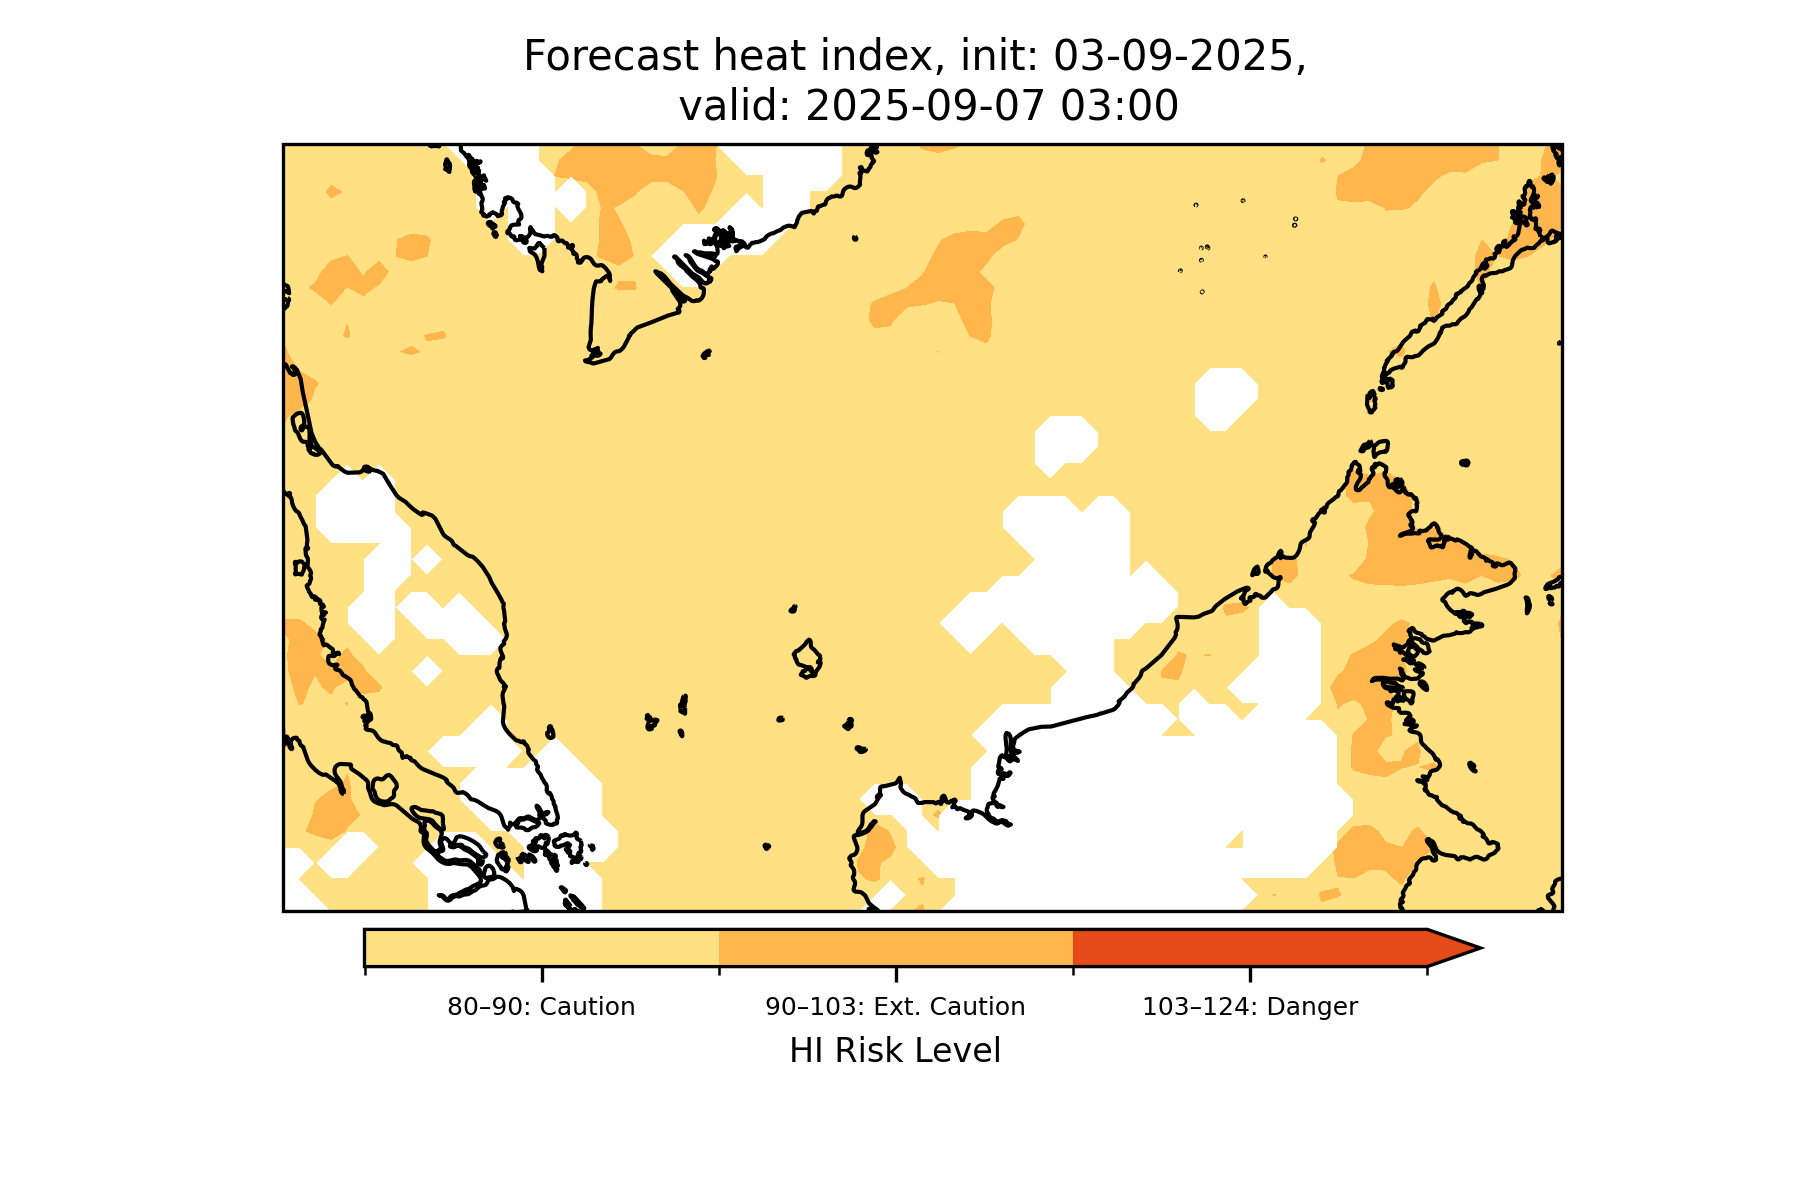 Forecast heat index, init: 03-09-2025,
valid: 2025-09-07 03:00
80–90: Caution
90–103: Ext. Caution
103–124: Danger
HI Risk Level